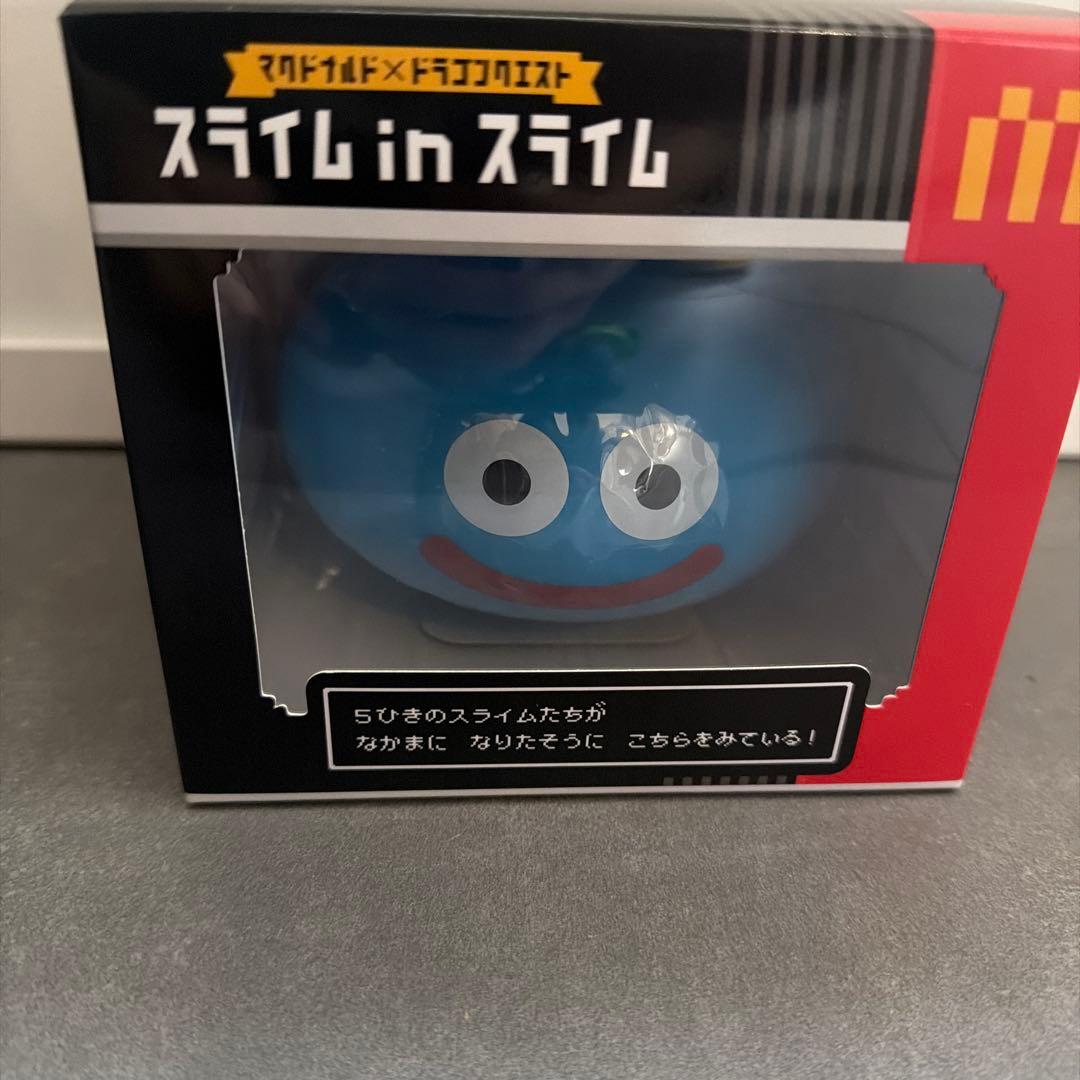 マクドナルド×ドラゴンクエスト
スライム in スライム
5ひきのスライムたちが
なかまに なりたそうに こちらをみている!